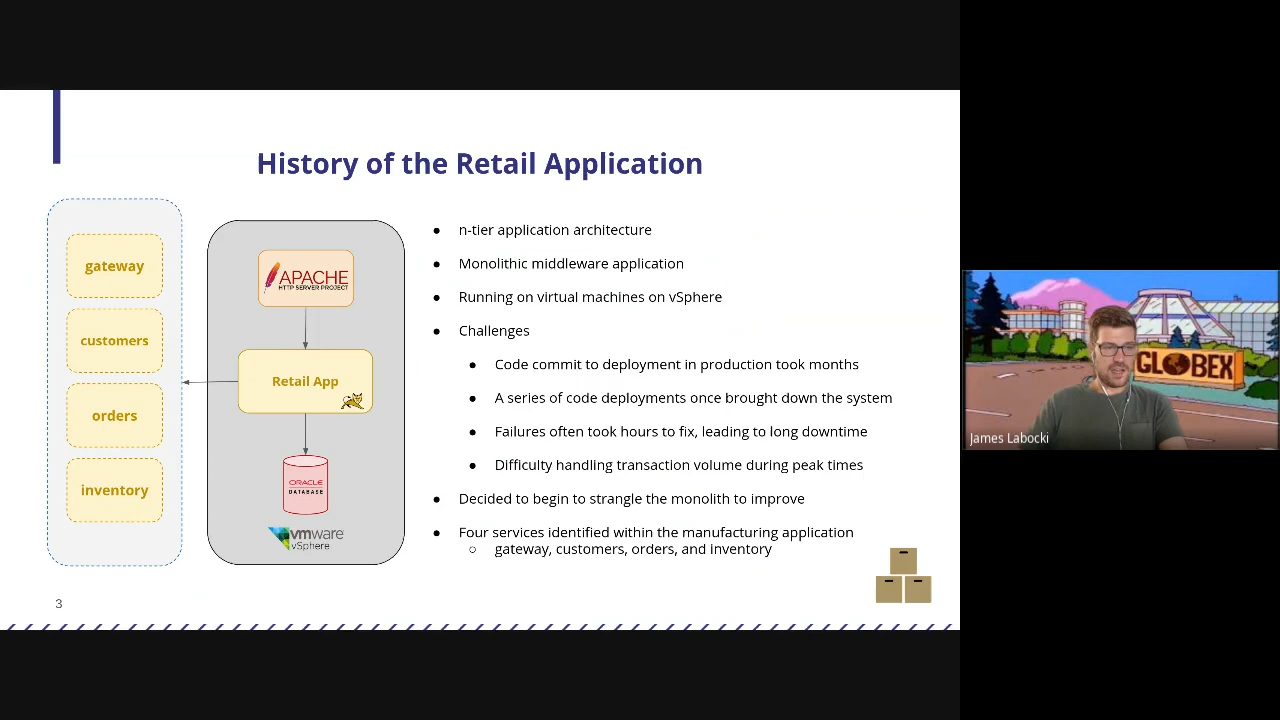 History of the Retail Application
gateway
customers
orders
inventory
APACHE
HTTP SERVER PROJECT
Retail App
ORACLE
DATABASE
vmware
vSphere
● n-tier application architecture
● Monolithic middleware application
● Running on virtual machines on vSphere
● Challenges
● Code commit to deployment in production took months
● A series of code deployments once brought down the system
● Failures often took hours to fix, leading to long downtime
● Difficulty handling transaction volume during peak times
● Decided to begin to strangle the monolith to improve
● Four services identified within the manufacturing application
○ gateway, customers, orders, and inventory
3
GLOBEX
James Labocki